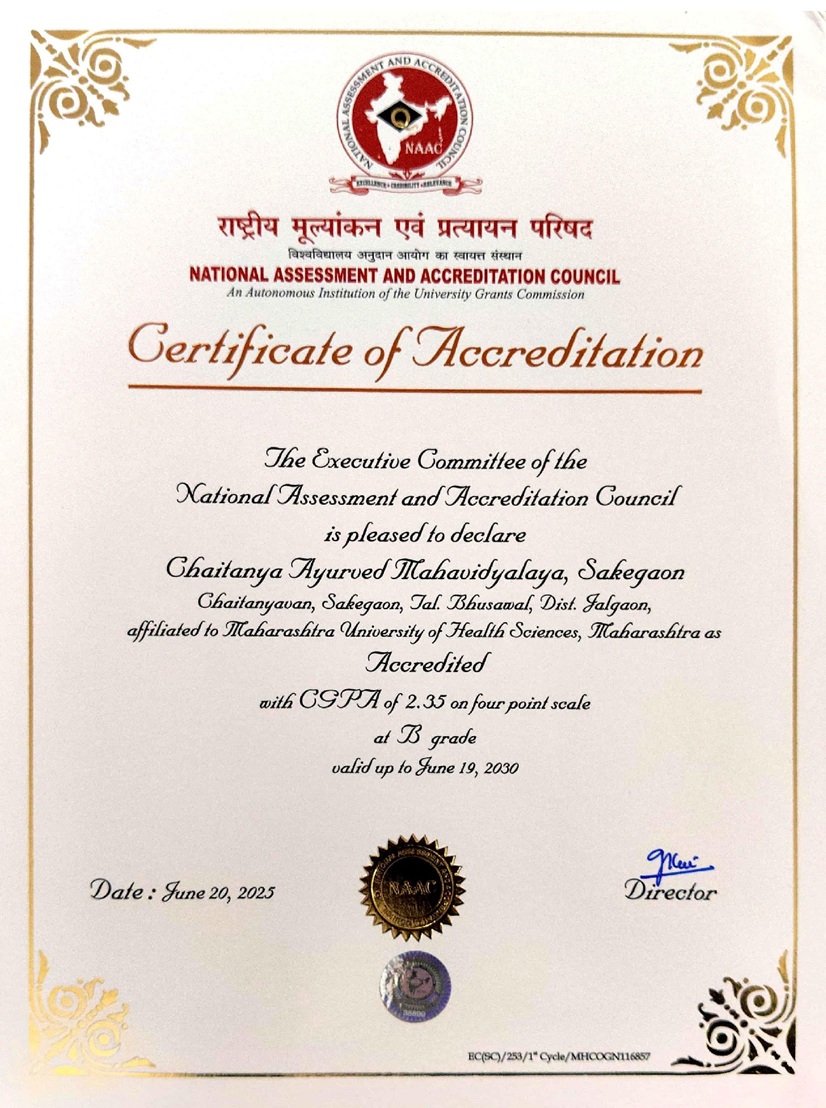 NATIONAL ASSESSMENT AND ACCREDITATION COUNCIL
Q
NAAC
EXCELLENCE • CREDIBILITY • RELEVANCE
राष्ट्रीय मूल्यांकन एवं प्रत्यायन परिषद
विश्वविद्यालय अनुदान आयोग का स्वायत्त संस्थान
NATIONAL ASSESSMENT AND ACCREDITATION COUNCIL
An Autonomous Institution of the University Grants Commission
Certificate of Accreditation
The Executive Committee of the
National Assessment and Accreditation Council
is pleased to declare
Chaitanya Ayurved Mahavidyalaya, Sakegaon
Chaitanyavan, Sakegaon, Tal. Bhusawal, Dist. Jalgaon,
affiliated to Maharashtra University of Health Sciences, Maharashtra as
Accredited
with CGPA of 2.35 on four point scale
at B grade
valid up to June 19, 2030
Date : June 20, 2025
NAAC
Director
EC(SC)/253/1st Cycle/MHCOGN116857